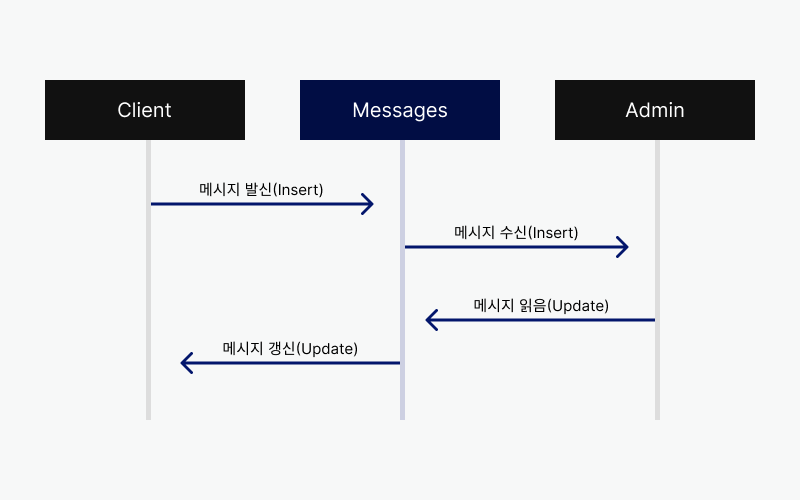 Client
Messages
Admin
메시지 발신(Insert)
메시지 수신(Insert)
메시지 읽음(Update)
메시지 갱신(Update)